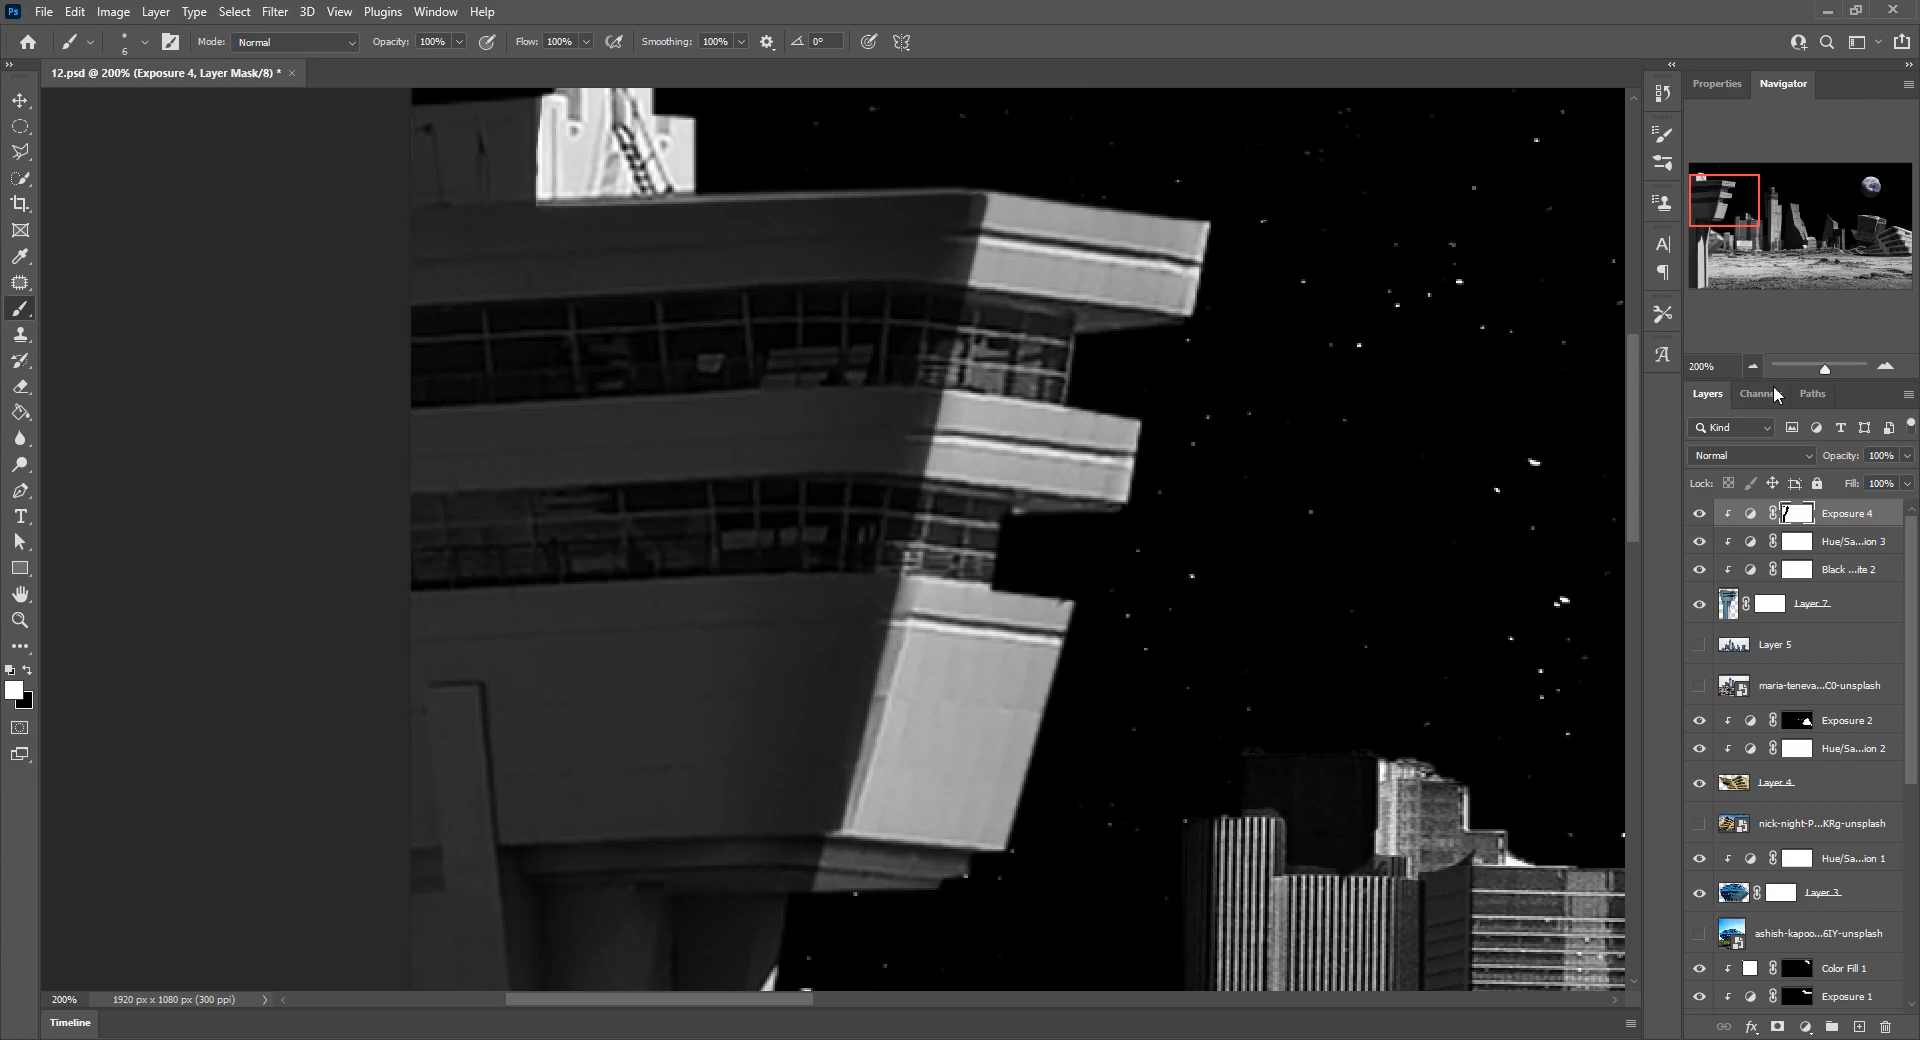 Ps File Edit Image Layer Type Select Filter 3D View Plugins Window Help
6 Mode: Normal Opacity: 100% Flow: 100% Smoothing: 100% 0°
12.psd @ 200% (Exposure 4, Layer Mask/8) *
Properties Navigator
200%
Layers Channe Paths
Kind
Normal Opacity: 100%
Lock: Fill: 100%
Exposure 4
Hue/Sa...ion 3
Black ...ite 2
Layer 7
Layer 5
maria-teneva...C0-unsplash
Exposure 2
Hue/Sa...ion 2
Layer 4
nick-night-P...KRg-unsplash
Hue/Sa...ion 1
Layer 3
ashish-kapoo...6IY-unsplash
Color Fill 1
Exposure 1
200% 1920 px x 1080 px (300 ppi)
Timeline